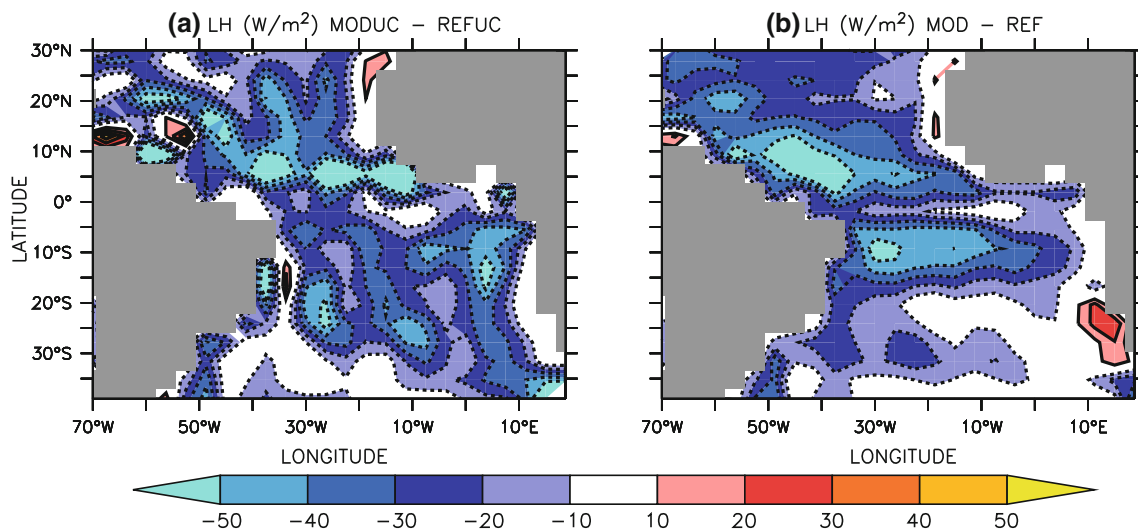 (a) LH (W/m²) MODUC – REFUC
(b) LH (W/m²) MOD – REF
LATITUDE
30°N
20°N
10°N
0°
10°S
20°S
30°S
70°W 50°W 30°W 10°W 10°E
LONGITUDE
30°N
20°N
10°N
0°
10°S
20°S
30°S
70°W 50°W 30°W 10°W 10°E
LONGITUDE
−50 −40 −30 −20 −10 10 20 30 40 50